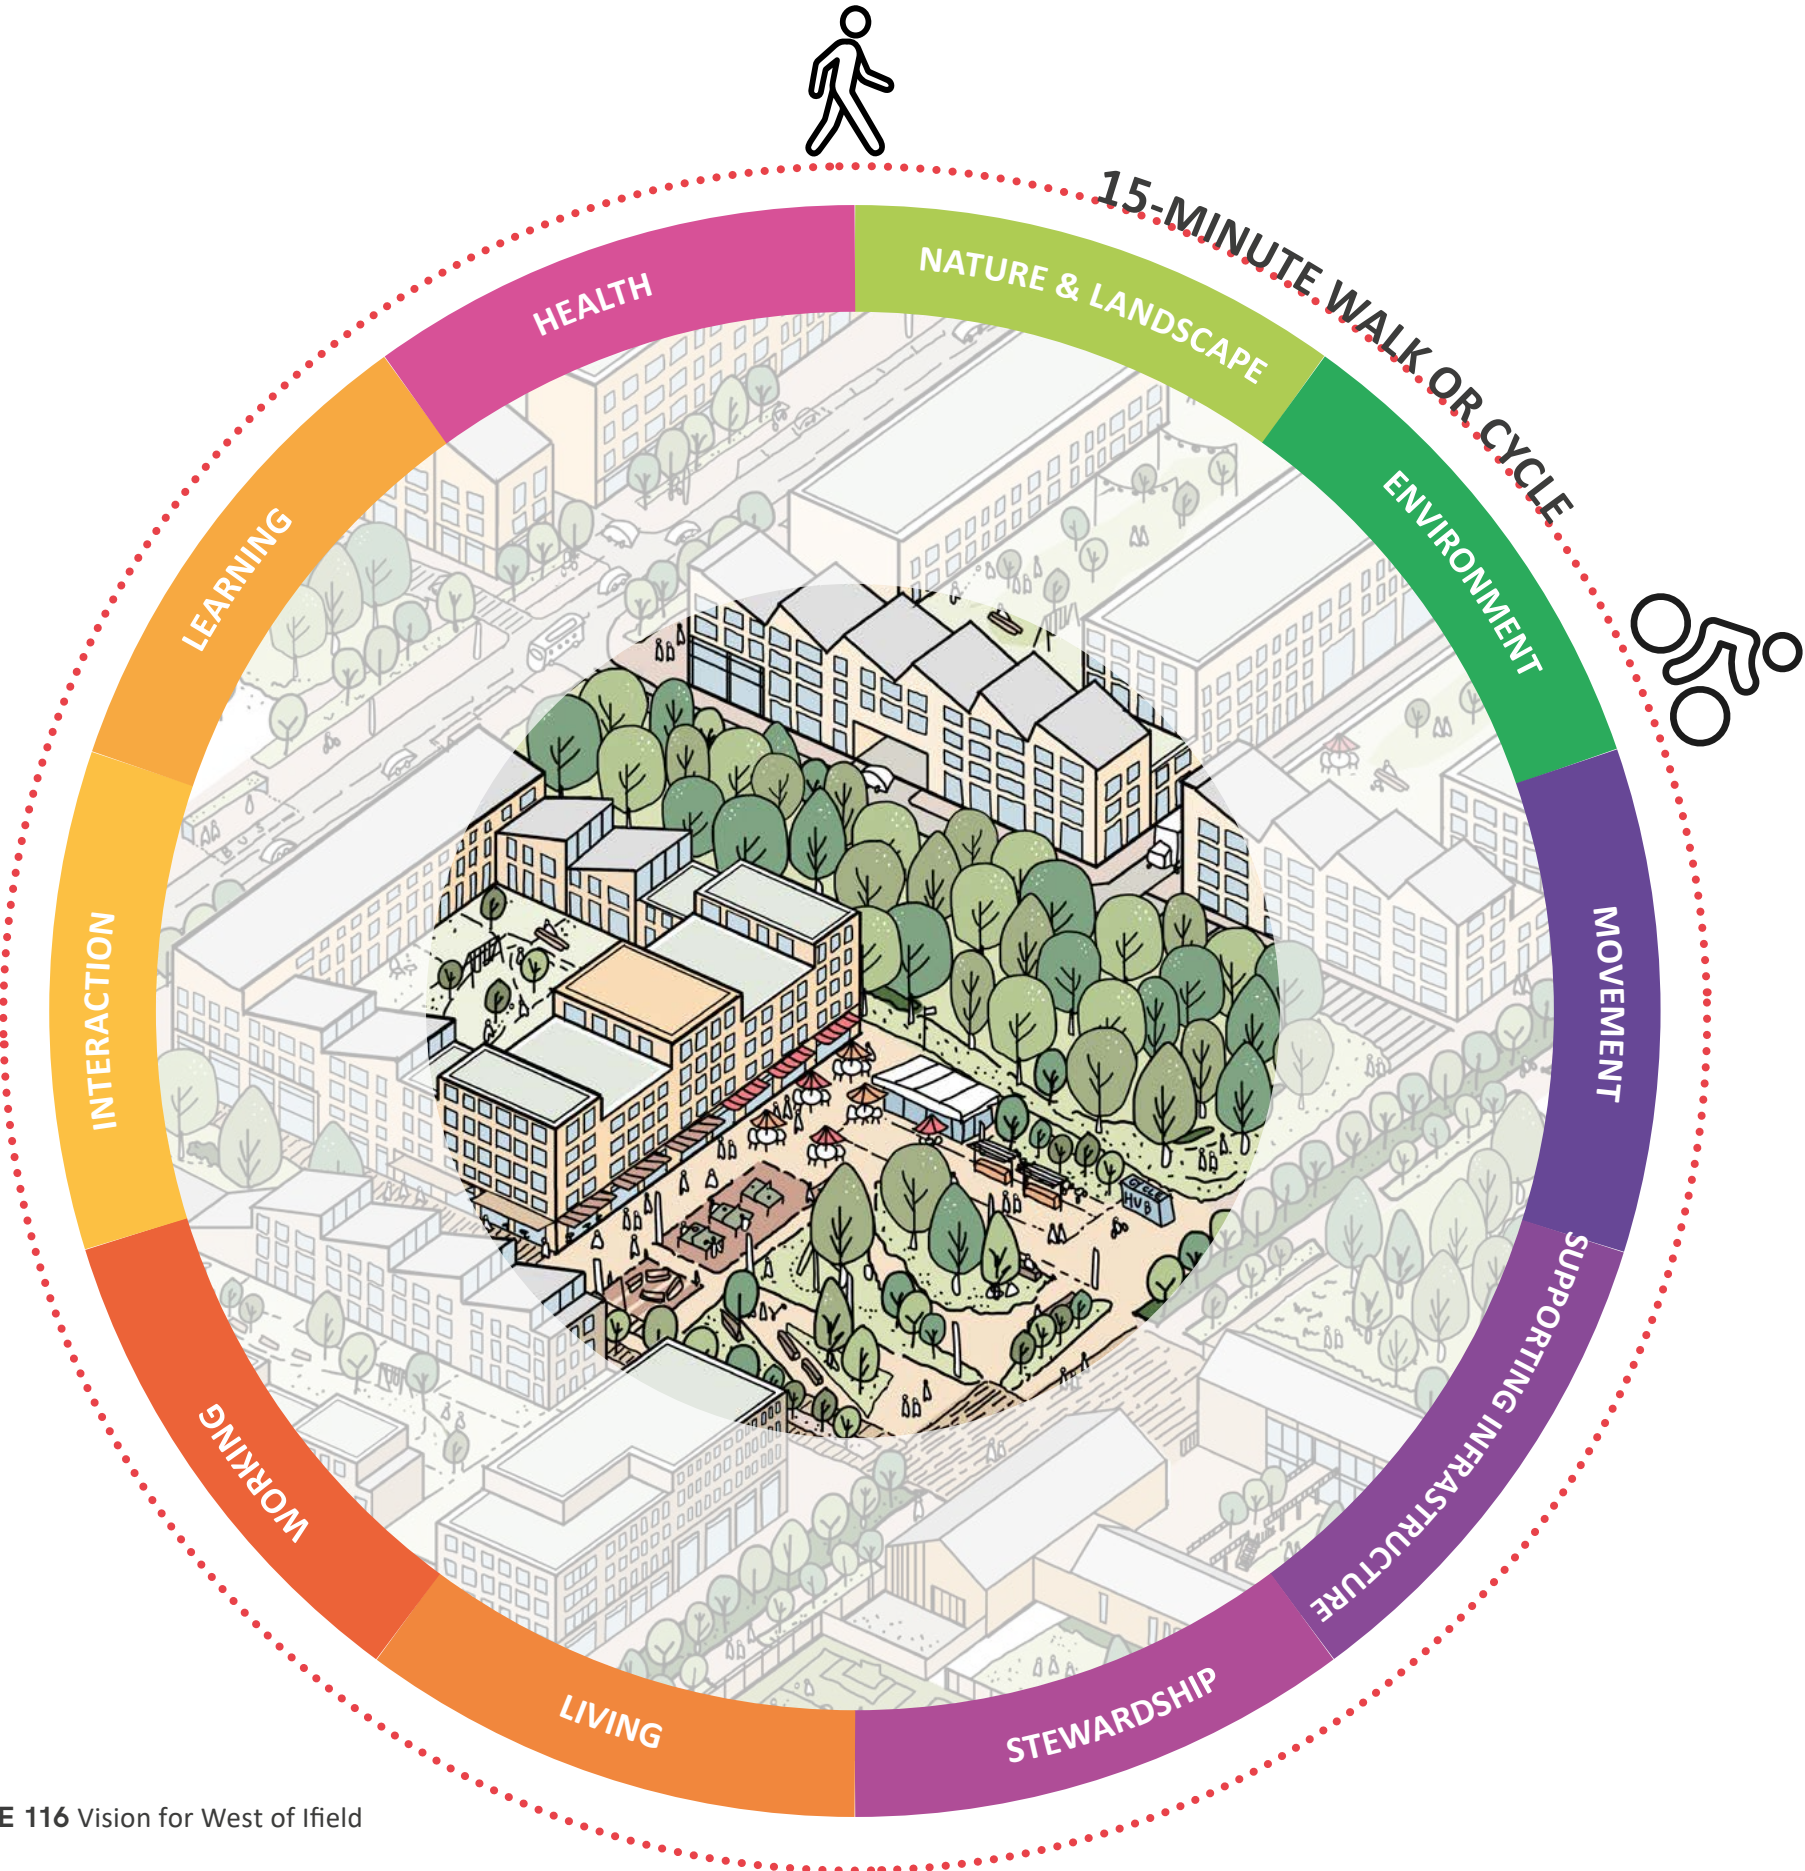 15-MINUTE WALK OR CYCLE
NATURE & LANDSCAPE
ENVIRONMENT
MOVEMENT
SUPPORTING INFRASTRUCTURE
STEWARDSHIP
LIVING
WORKING
INTERACTION
LEARNING
HEALTH
BUS
CYCLE
HUB
E 116 Vision for West of Ifield